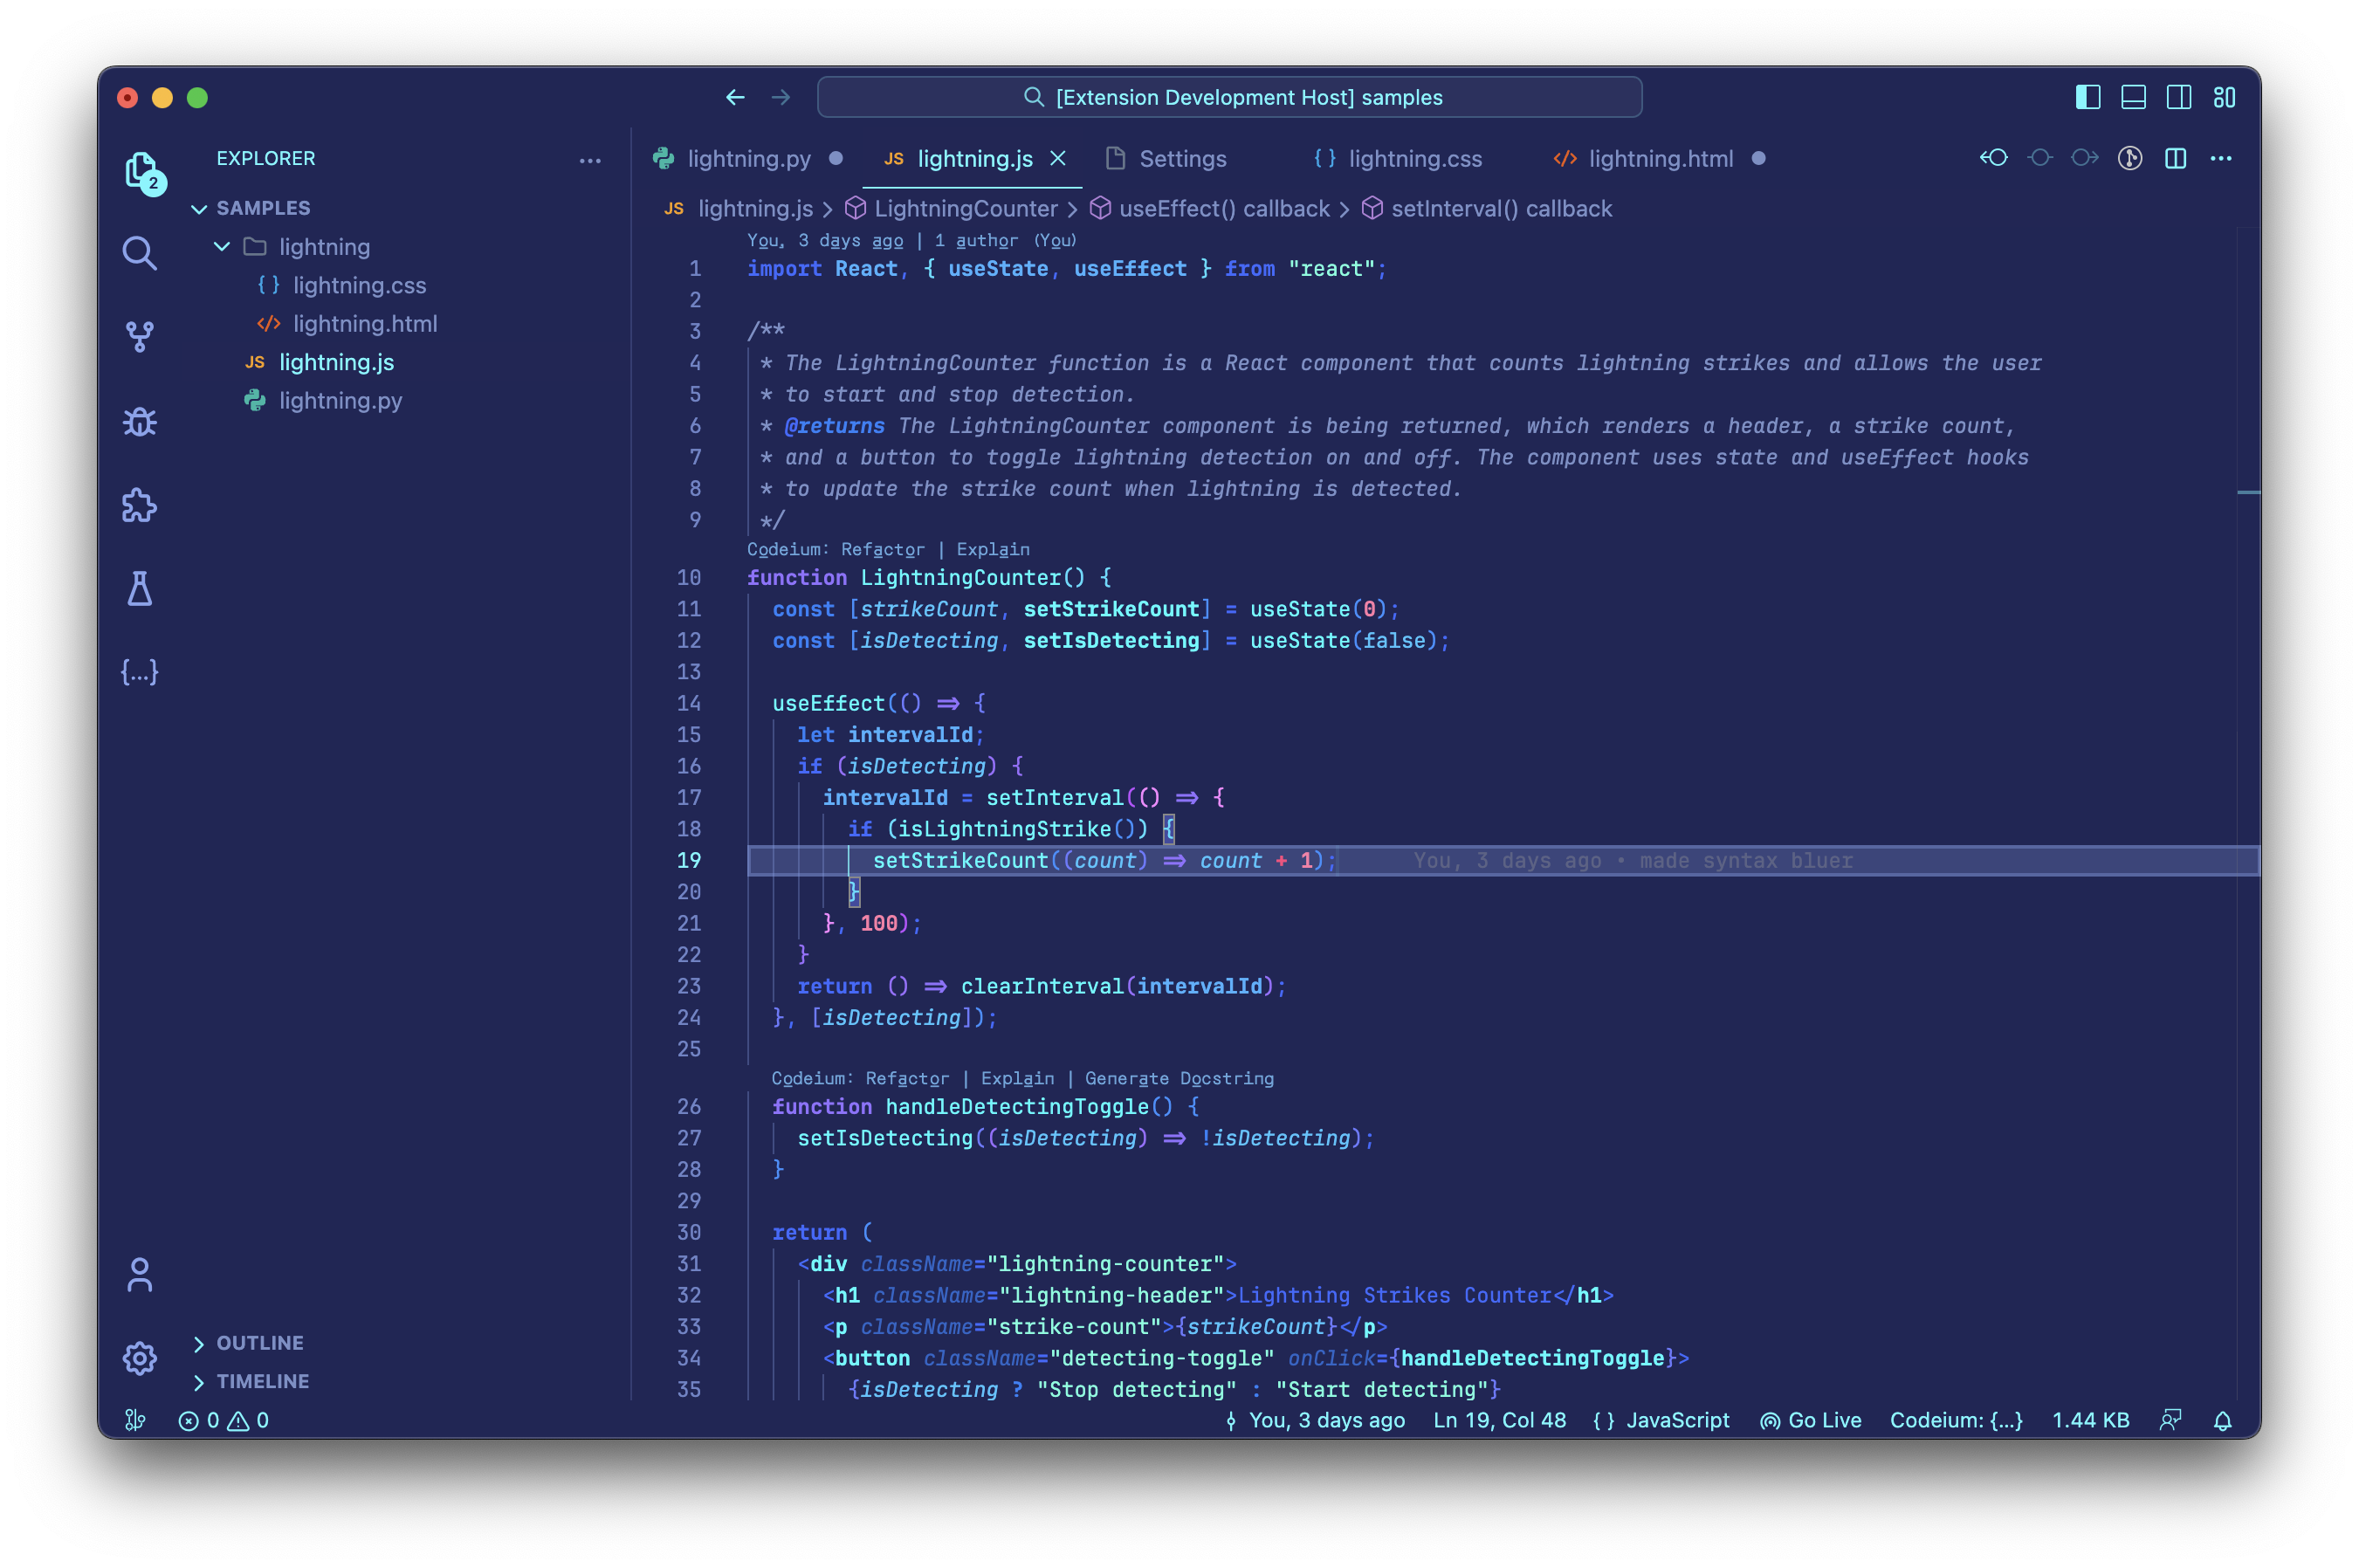 [Extension Development Host] samples
EXPLORER
2
SAMPLES
lightning
lightning.css
lightning.html
JS lightning.js
lightning.py
OUTLINE
TIMELINE
lightning.py
JS lightning.js
Settings
{ } lightning.css
</> lightning.html
JS lightning.js > LightningCounter > useEffect() callback > setInterval() callback
You, 3 days ago | 1 author (You)
1 import React, { useState, useEffect } from "react";
2
3 /**
4 * The LightningCounter function is a React component that counts lightning strikes and allows the user
5 * to start and stop detection.
6 * @returns The LightningCounter component is being returned, which renders a header, a strike count,
7 * and a button to toggle lightning detection on and off. The component uses state and useEffect hooks
8 * to update the strike count when lightning is detected.
9 */
Codeium: Refactor | Explain
10 function LightningCounter() {
11 const [strikeCount, setStrikeCount] = useState(0);
12 const [isDetecting, setIsDetecting] = useState(false);
13
14 useEffect(() => {
15 let intervalId;
16 if (isDetecting) {
17 intervalId = setInterval(() => {
18 if (isLightningStrike()) {
19 setStrikeCount((count) => count + 1); You, 3 days ago • made syntax bluer
20 }
21 }, 100);
22 }
23 return () => clearInterval(intervalId);
24 }, [isDetecting]);
25
Codeium: Refactor | Explain | Generate Docstring
26 function handleDetectingToggle() {
27 setIsDetecting((isDetecting) => !isDetecting);
28 }
29
30 return (
31 <div className="lightning-counter">
32 <h1 className="lightning-header">Lightning Strikes Counter</h1>
33 <p className="strike-count">{strikeCount}</p>
34 <button className="detecting-toggle" onClick={handleDetectingToggle}>
35 {isDetecting ? "Stop detecting" : "Start detecting"}
0 0
You, 3 days ago Ln 19, Col 48 { } JavaScript Go Live Codeium: {...} 1.44 KB